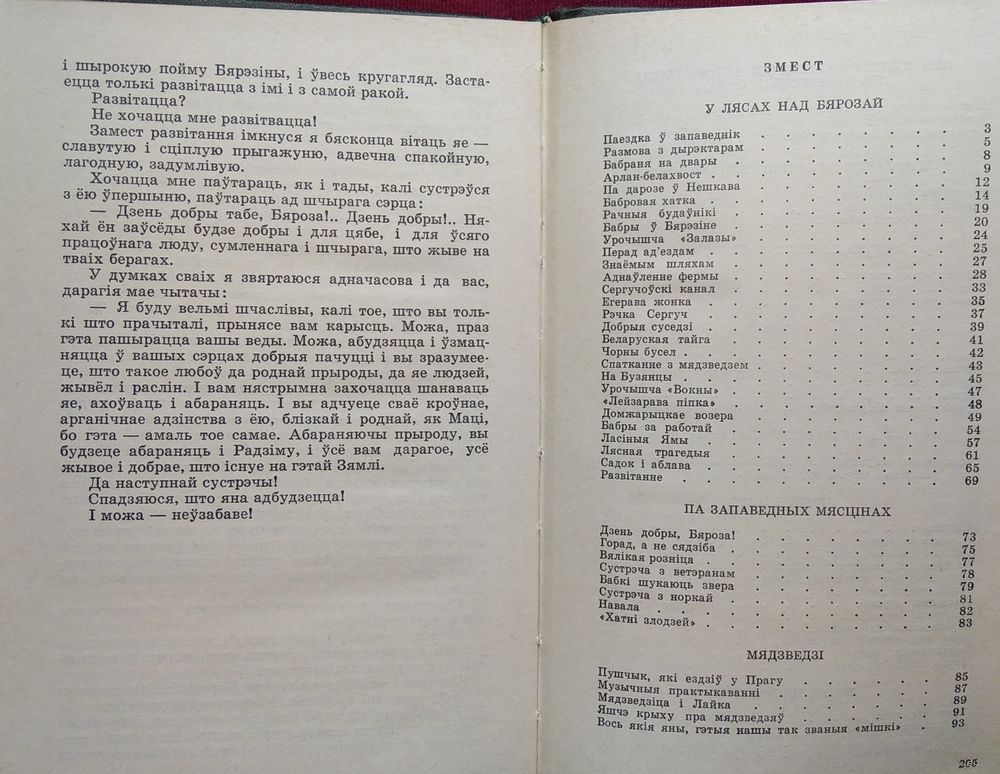 і шырокую пойму Бярэзіны, і ўвесь кругагляд. Заста-
ецца толькі развітацца з імі і з самой ракой.
Развітацца?
Не хочацца мне развітвацца!
Замест развітання імкнуся я бясконца вітаць яе —
славутую і сціплую прыгажуню, адвечна спакойную,
лагодную, задумлівую.
Хочацца мне паўтараць, як і тады, калі сустрэўся
з ёю ўпершыню, паўтараць ад шчырага сэрца:
— Дзень добры табе, Бяроза!.. Дзень добры!.. Ня-
хай ён заўсёды будзе добры і для цябе, і для ўсяго
працоўнага люду, сумленнага і шчырага, што жыве на
тваіх берагах.
У думках сваіх я звяртаюся адначасова і да вас,
дарагія мае чытачы:
— Я буду вельмі шчаслівы, калі тое, што вы толь-
кі што прачыталі, прынясе вам карысць. Можа, праз
гэта пашырацца вашы веды. Можа, абудзяцца і ўзмац-
няцца ў вашых сэрцах добрыя пачуцці і вы зразумее-
це, што такое любоў да роднай прыроды, да яе людзей,
жывёл і раслін. І вам нястрымна захочацца шанаваць
яе, ахоўваць і абараняць. І вы адчуеце сваё кроўнае,
арганічнае адзінства з ёю, блізкай і роднай, як Маці,
бо гэта — амаль тое самае. Абараняючы прыроду, вы
будзеце абараняць і Радзіму, і ўсё вам дарагое, усё
жывое і добрае, што існуе на гэтай Зямлі.
Да наступнай сустрэчы!
Спадзяюся, што яна адбудзецца!
І можа — неўзабаве!
ЗМЕСТ
У ЛЯСАХ НАД БЯРОЗАЙ
Паездка ў запаведнік . . . . . . . . 3
Размова з дырэктарам . . . . . . . . 5
Бабраня на двары . . . . . . . . 8
Арлан-белахвост . . . . . . . . . 9
Па дарозе ў Нешкава . . . . . . . . 12
Бабровая хатка . . . . . . . . . 14
Рачныя будаўнікі . . . . . . . . 19
Бабры ў Бярэзіне . . . . . . . . 20
Урочышча «Залазы» . . . . . . . . 24
Перад ад'ездам . . . . . . . . 25
Знаёмым шляхам . . . . . . . . 27
Аднаўленне фермы . . . . . . . . 28
Сергучоўскі канал . . . . . . . . 33
Егерава жонка . . . . . . . . . 35
Рэчка Сергуч . . . . . . . . . 37
Добрыя суседзі . . . . . . . . . 39
Беларуская тайга . . . . . . . . 41
Чорны бусел . . . . . . . . . 42
Спатканне з мядзведзем . . . . . . . . 43
На Бузянцы . . . . . . . . . 45
Урочышча «Вокны» . . . . . . . . 47
«Лейзарава піпка» . . . . . . . . 48
Домжарыцкае возера . . . . . . . . 49
Бабры за работай . . . . . . . . 54
Ласіныя Ямы . . . . . . . . . 57
Лясная трагедыя . . . . . . . . 61
Садок і аблава . . . . . . . . . 65
Развітанне . . . . . . . . . 69
ПА ЗАПАВЕДНЫХ МЯСЦІНАХ
Дзень добры, Бяроза! . . . . . . . . 73
Горад, а не сядзіба . . . . . . . . 75
Вялікая розніца . . . . . . . . . 77
Сустрэча з ветэранам . . . . . . . . 78
Бабкі шукаюць звера . . . . . . . . 79
Сустрэча з норкай . . . . . . . . 81
Навала . . . . . . . . . . 82
«Хатні злодзей» . . . . . . . . . 83
МЯДЗВЕДЗІ
Пушчык, які ездзіў у Прагу . . . . . . 85
Музычныя практыкаванні . . . . . . . 87
Мядзведзіца і Лайка . . . . . . . . 89
Яшчэ крыху пра мядзведзяў . . . . . . 91
Вось якія яны, гэтыя нашы так званыя «мішкі» . 93
205